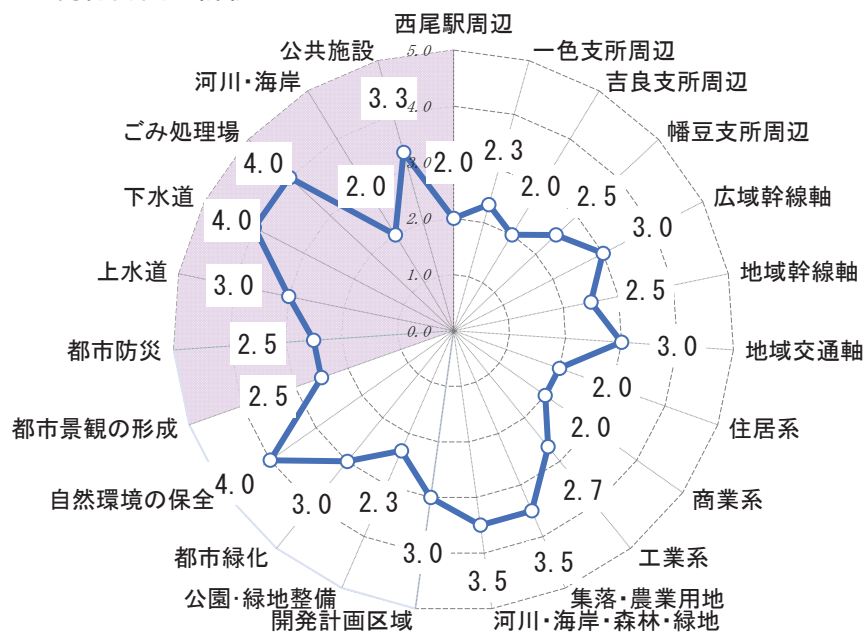 西尾駅周辺
一色支所周辺
吉良支所周辺
幡豆支所周辺
広域幹線軸
地域幹線軸
地域交通軸
住居系
商業系
工業系
集落・農業用地
河川・海岸・森林・緑地
開発計画区域
公園・緑地整備
都市緑化
自然環境の保全
都市景観の形成
都市防災
上水道
下水道
ごみ処理場
河川・海岸
公共施設
5.0
4.0
3.0
2.0
1.0
0.0
2.0
2.3
2.0
2.5
3.0
2.5
3.0
2.0
2.0
2.7
3.5
3.5
3.0
2.3
3.0
4.0
2.5
2.5
3.0
4.0
4.0
2.0
3.3